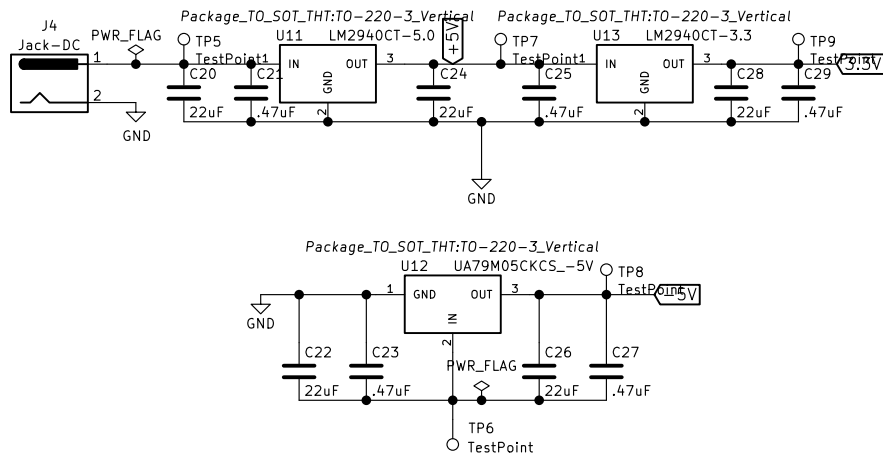 Package_TO_SOT_THT:TO-220-3_Vertical
Package_TO_SOT_THT:TO-220-3_Vertical
J4
Jack-DC
PWR_FLAG
TP5
TestPoint
U11
LM2940CT-5.0
+5V
TP7
TestPoint
U13
LM2940CT-3.3
TP9
TestPoint
3.3V
1
2
GND
1
IN
OUT
3
GND
2
1
IN
OUT
3
GND
2
C20
22uF
C21
.47uF
C24
22uF
C25
.47uF
C28
22uF
C29
.47uF
GND
Package_TO_SOT_THT:TO-220-3_Vertical
U12
UA79M05CKCS_-5V
TP8
TestPoint
-5V
GND
1
GND
OUT
3
IN
2
PWR_FLAG
C22
22uF
C23
.47uF
C26
22uF
C27
.47uF
TP6
TestPoint